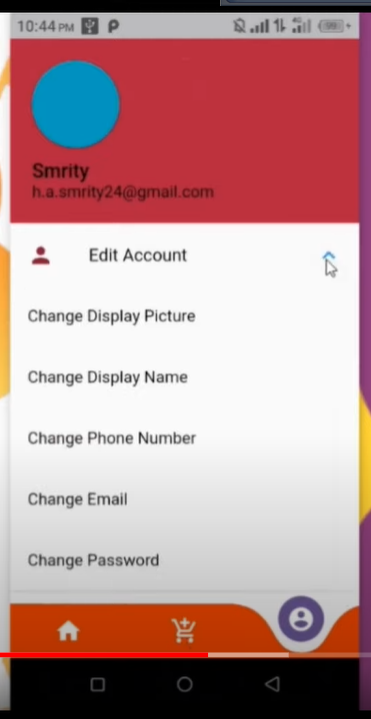 10:44 PM
Smrity
h.a.smrity24@gmail.com
Edit Account
Change Display Picture
Change Display Name
Change Phone Number
Change Email
Change Password